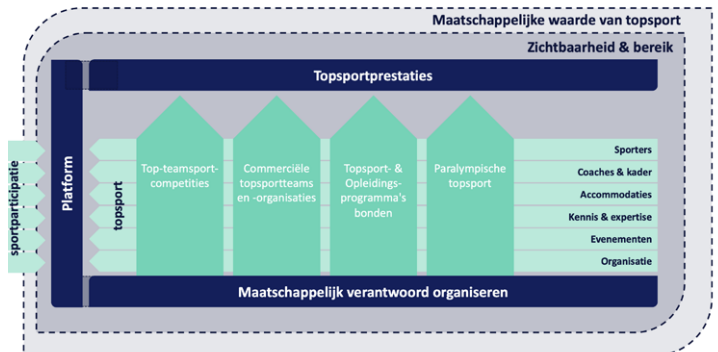 Maatschappelijke waarde van topsport
Zichtbaarheid & bereik
Topsportprestaties
sportparticipatie
Platform
topsport
Top-teamsport-
competities
Commerciële
topsportteams
en -organisaties
Topsport- &
Opleidings-
programma's
bonden
Paralympische
topsport
Sporters
Coaches & kader
Accommodaties
Kennis & expertise
Evenementen
Organisatie
Maatschappelijk verantwoord organiseren